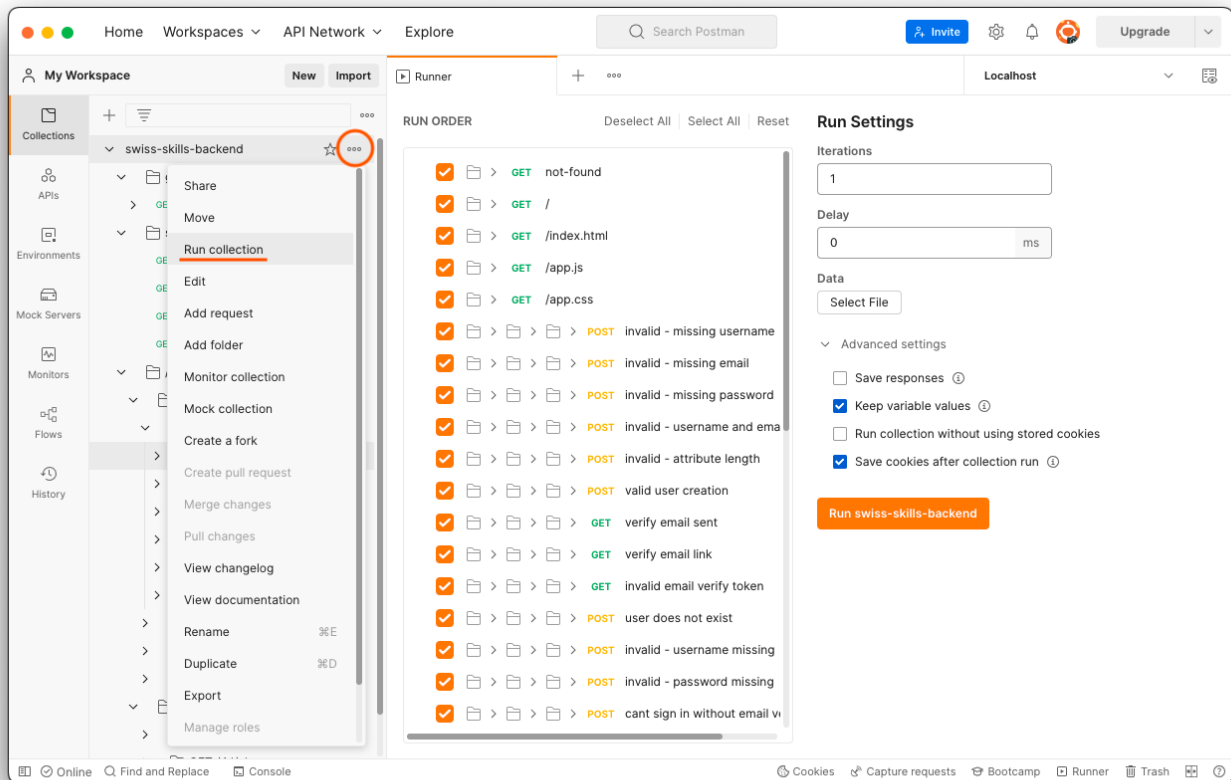 Home Workspaces API Network Explore Search Postman Invite Upgrade
My Workspace New Import Runner Localhost
Collections
APIs
Environments
Mock Servers
Monitors
Flows
History
swiss-skills-backend
GE
GE
GE
GE
GE
Share
Move
Run collection
Edit
Add request
Add folder
Monitor collection
Mock collection
Create a fork
Create pull request
Merge changes
Pull changes
View changelog
View documentation
Rename ⌘E
Duplicate ⌘D
Export
Manage roles
RUN ORDER Deselect All Select All Reset
GET not-found
GET /
GET /index.html
GET /app.js
GET /app.css
POST invalid - missing username
POST invalid - missing email
POST invalid - missing password
POST invalid - username and ema
POST invalid - attribute length
POST valid user creation
GET verify email sent
GET verify email link
GET invalid email verify token
POST user does not exist
POST invalid - username missing
POST invalid - password missing
POST cant sign in without email v
Run Settings
Iterations
1
Delay
0 ms
Data
Select File
Advanced settings
Save responses
Keep variable values
Run collection without using stored cookies
Save cookies after collection run
Run swiss-skills-backend
Online Find and Replace Console Cookies Capture requests Bootcamp Runner Trash